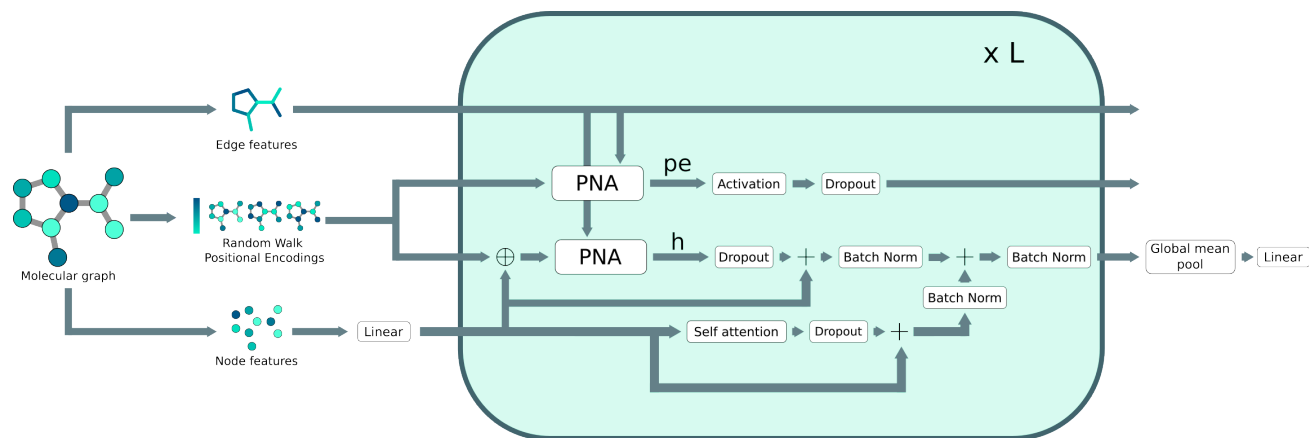 x L
Edge features
pe
PNA
Activation
Dropout
Random Walk
Positional Encodings
h
PNA
Dropout
+
Batch Norm
+
Batch Norm
Global mean
pool
Linear
Molecular graph
Batch Norm
Linear
Self attention
Dropout
+
Node features